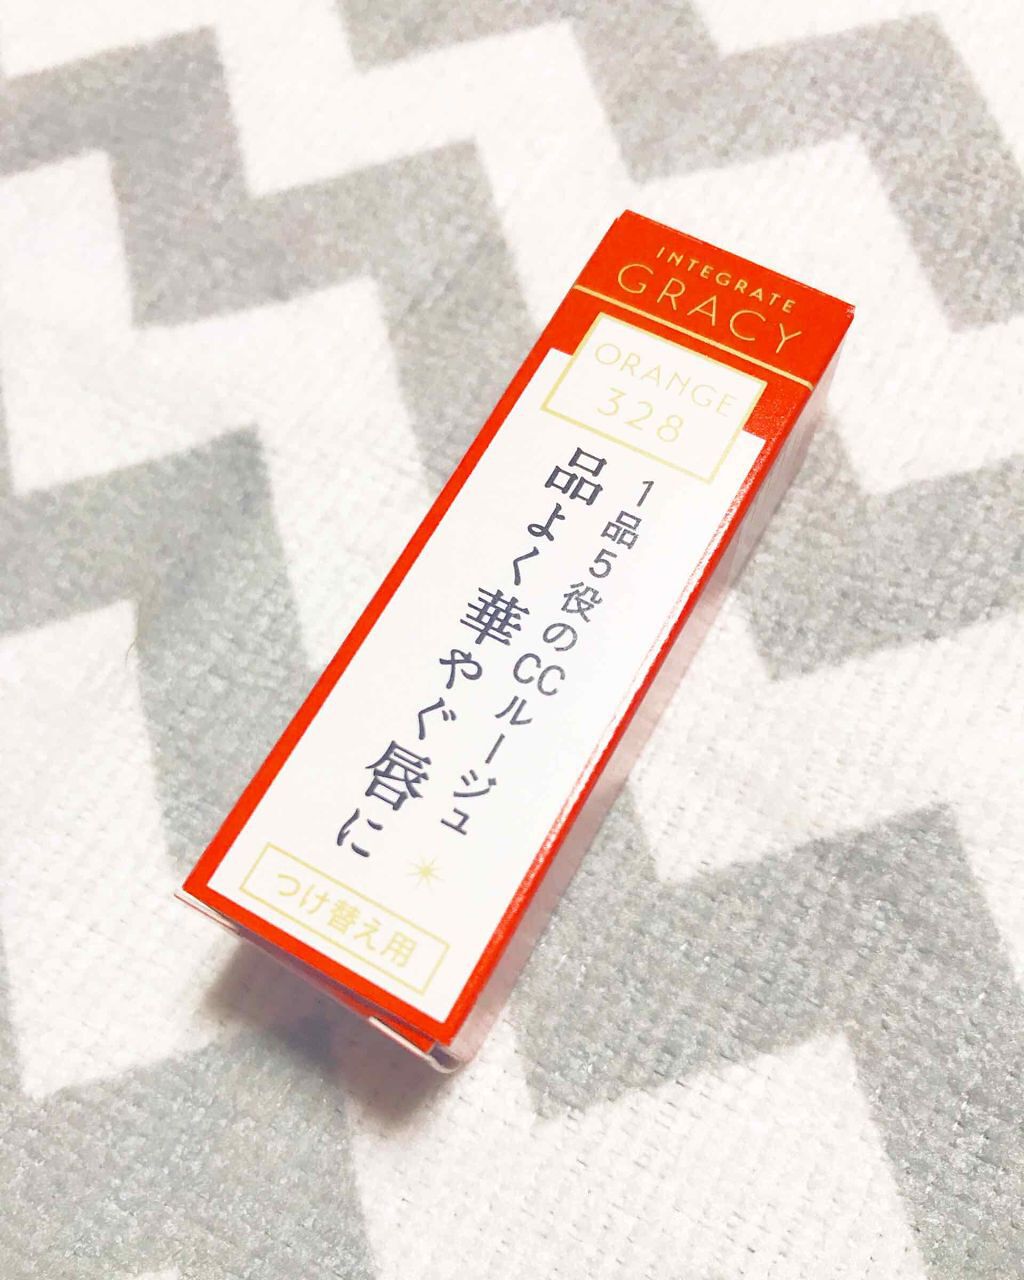 INTEGRATE
GRACY
ORANGE
328
1品5役のCCルージュ
品よく華やぐ唇に
つけ替え用